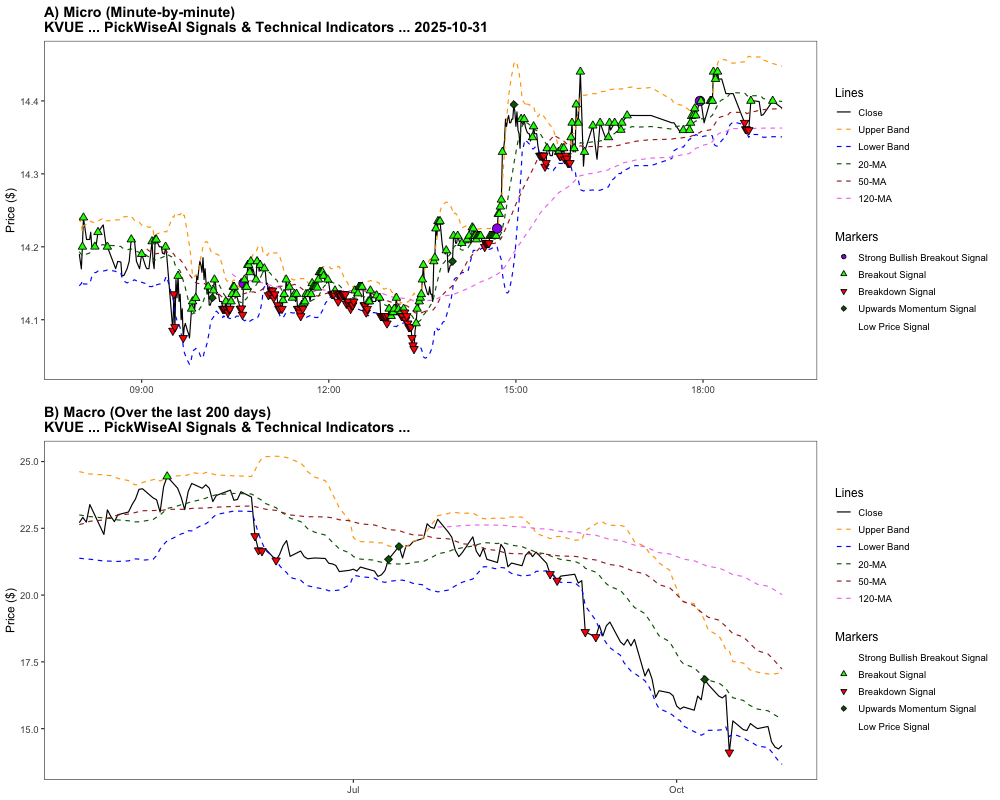 A) Micro (Minute-by-minute)
KVUE ... PickWiseAI Signals & Technical Indicators ... 2025-10-31
Price ($)
14.4
14.3
14.2
14.1
09:00
12:00
15:00
18:00
Lines
Close
Upper Band
Lower Band
20-MA
50-MA
120-MA
Markers
Strong Bullish Breakout Signal
Breakout Signal
Breakdown Signal
Upwards Momentum Signal
Low Price Signal
B) Macro (Over the last 200 days)
KVUE ... PickWiseAI Signals & Technical Indicators ...
Price ($)
25.0
22.5
20.0
17.5
15.0
Jul
Oct
Lines
Close
Upper Band
Lower Band
20-MA
50-MA
120-MA
Markers
Strong Bullish Breakout Signal
Breakout Signal
Breakdown Signal
Upwards Momentum Signal
Low Price Signal